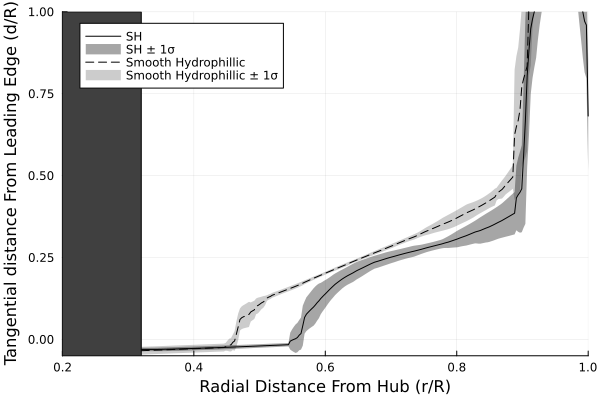 Tangential distance From Leading Edge (d/R)
1.00
0.75
0.50
0.25
0.00
SH
SH ± 1σ
Smooth Hydrophillic
Smooth Hydrophillic ± 1σ
0.2 0.4 0.6 0.8 1.0
Radial Distance From Hub (r/R)